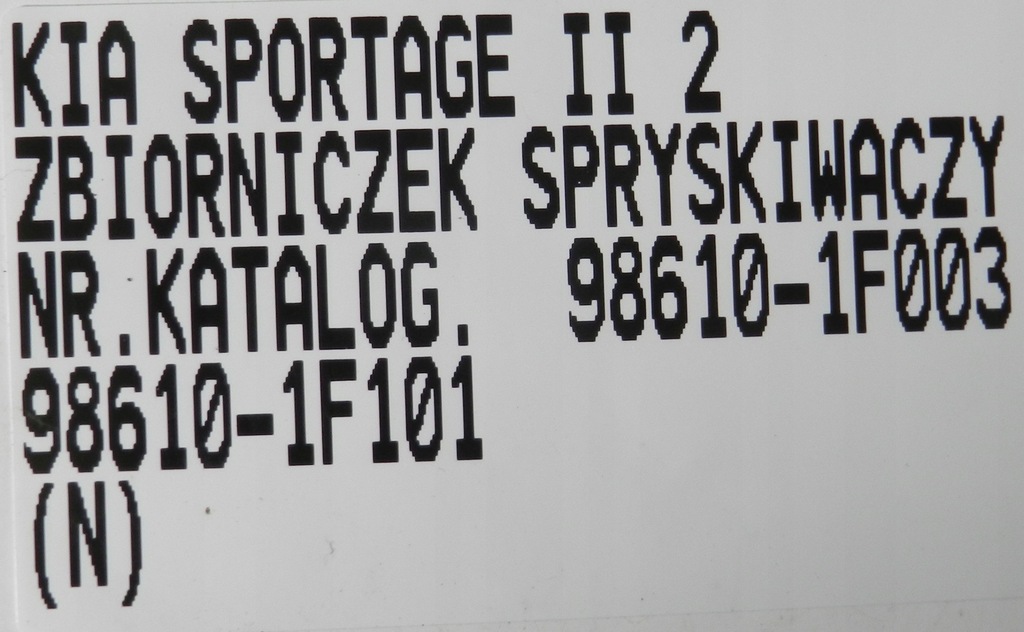 KIA SPORTAGE II 2
ZBIORNICZEK SPRYSKIWACZY
NR.KATALOG. 98610-1F003
98610-1F101
(N)